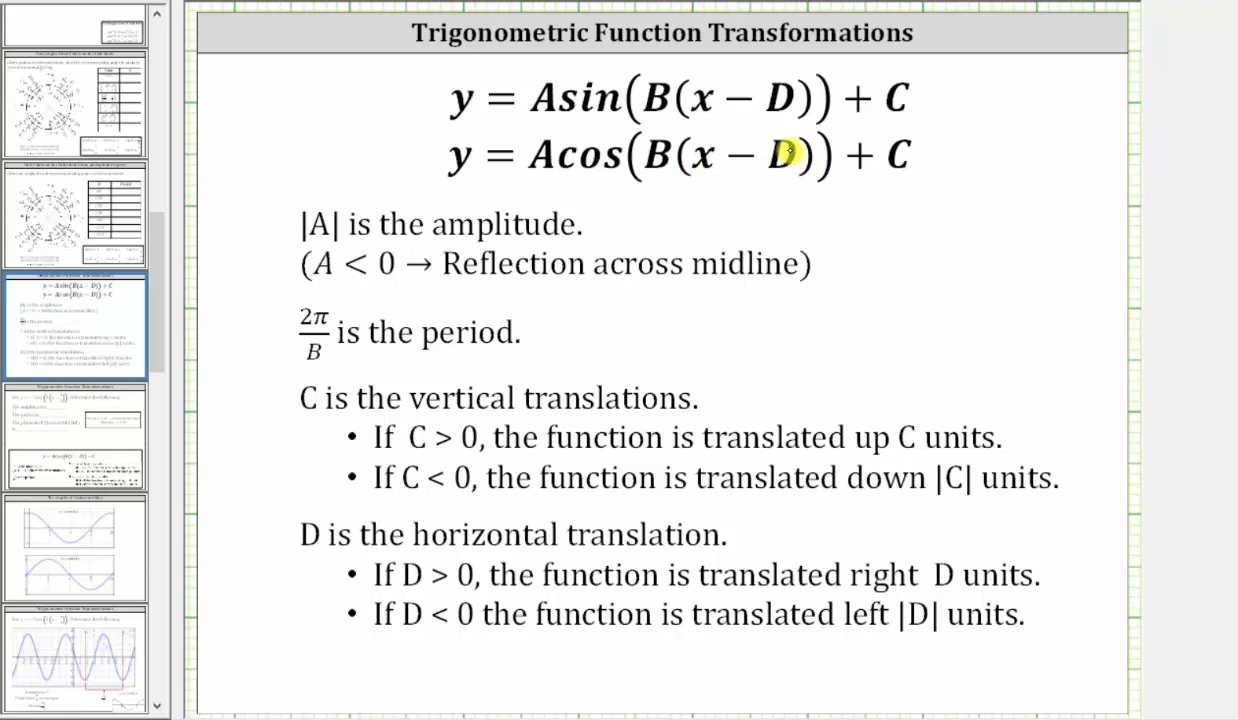 Trigonometric Function Transformations
y = Asin(B(x − D)) + C
y = Acos(B(x − D)) + C
|A| is the amplitude.
(A < 0 → Reflection across midline)
2π
B
is the period.
C is the vertical translations.
• If C > 0, the function is translated up C units.
• If C < 0, the function is translated down |C| units.
D is the horizontal translation.
• If D > 0, the function is translated right D units.
• If D < 0 the function is translated left |D| units.